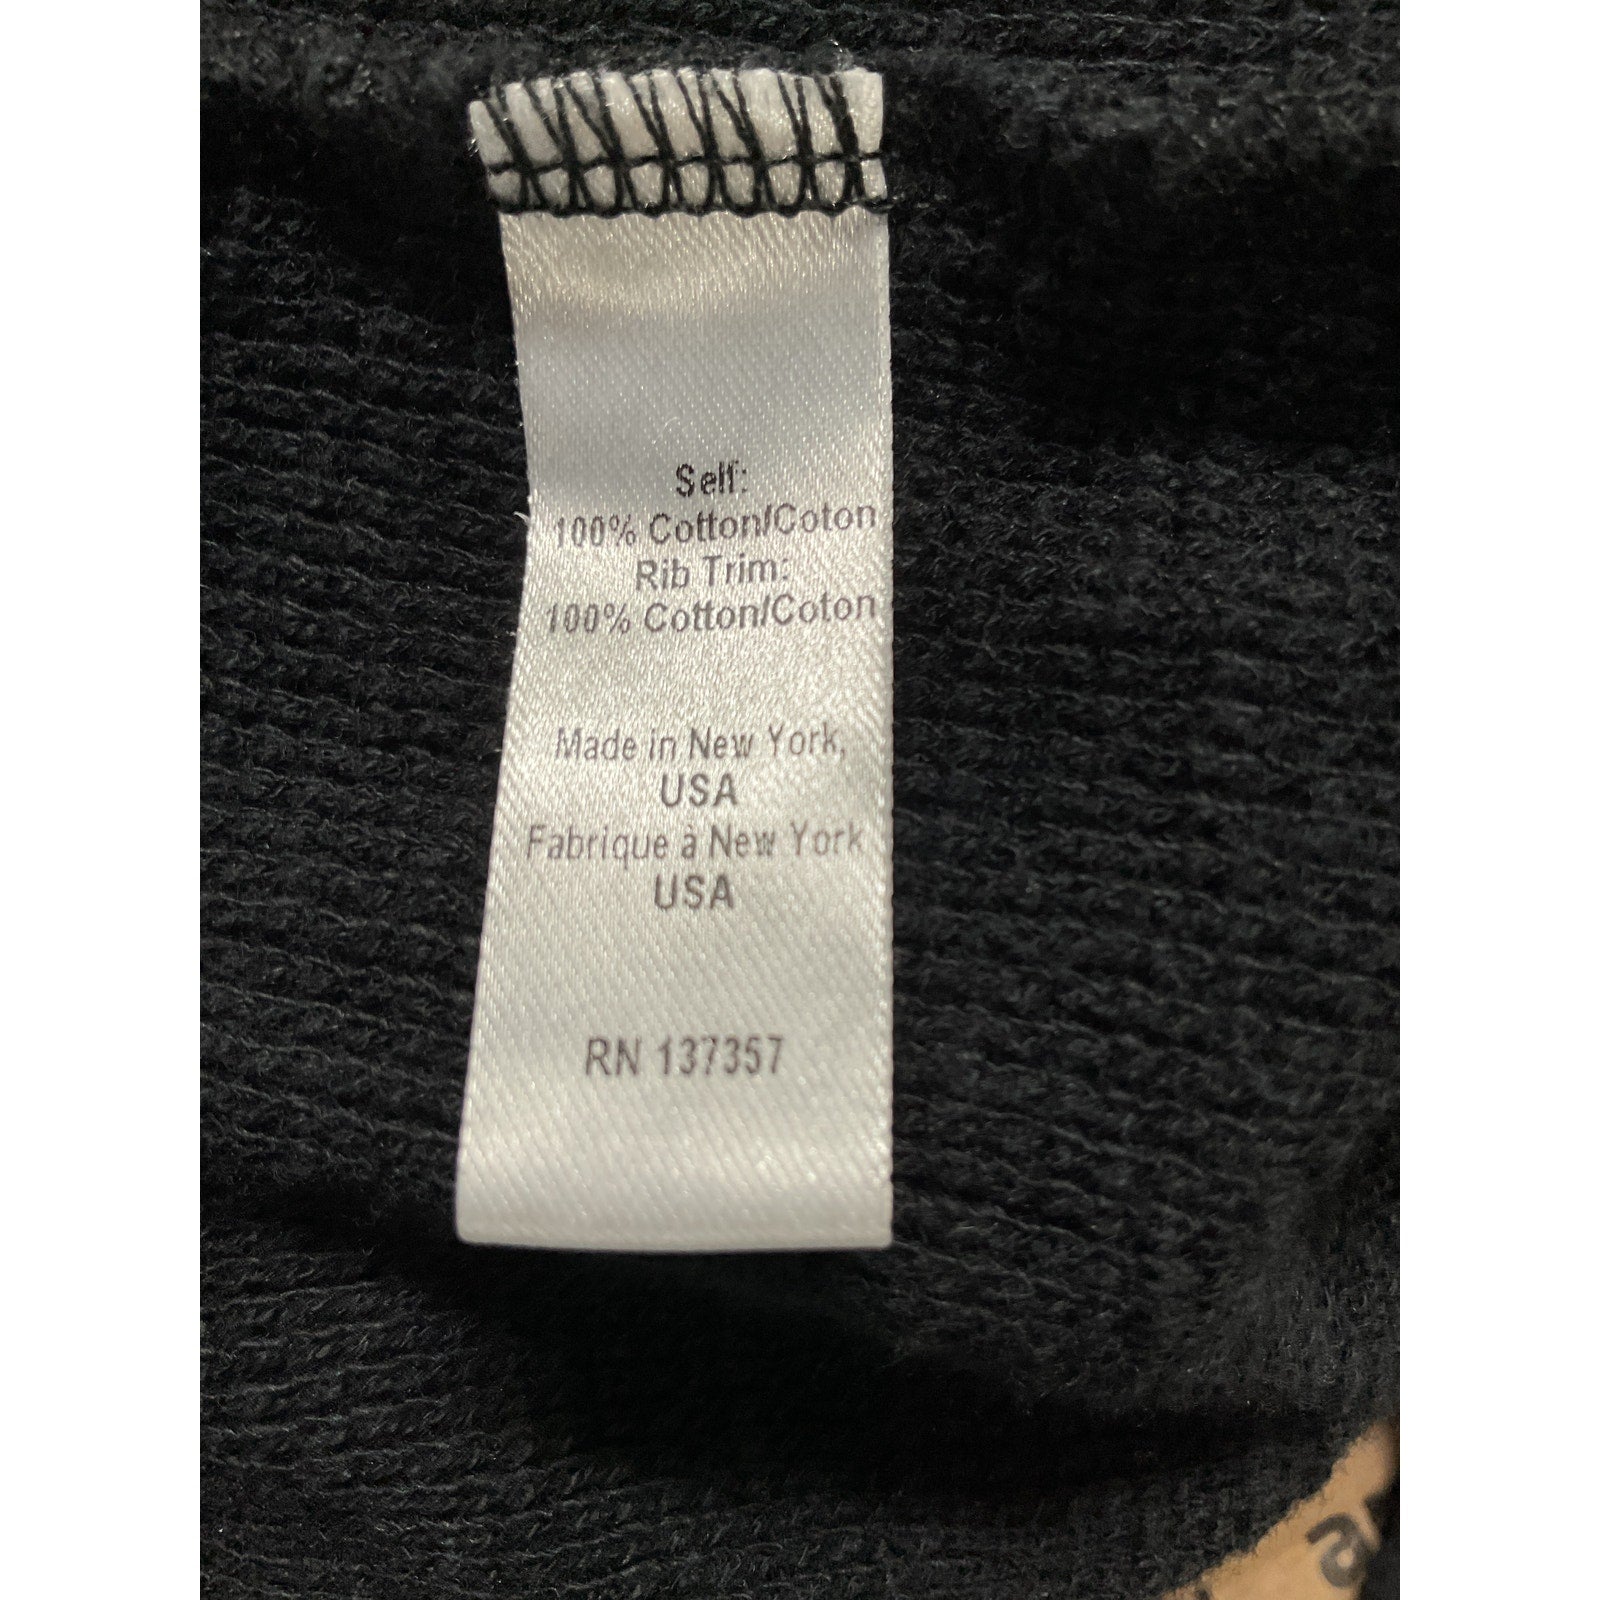 Self:
100% Cotton/Coton
Rib Trim:
100% Cotton/Coton
Made in New York,
USA
Fabrique à New York
USA
RN 137357